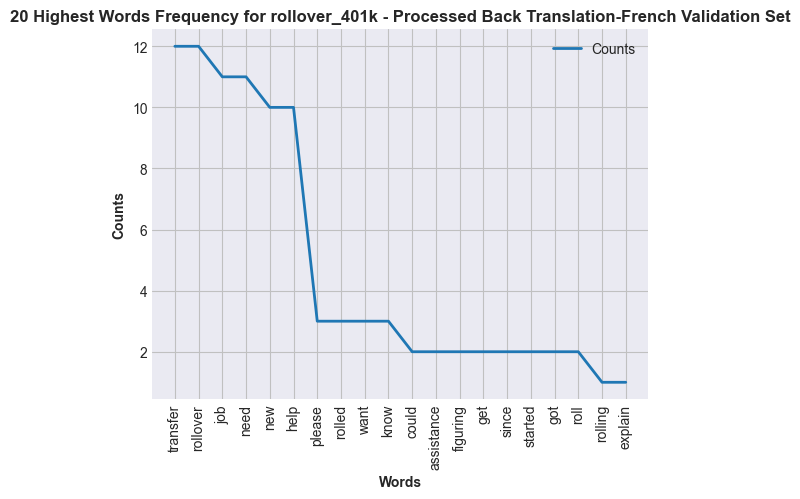 20 Highest Words Frequency for rollover_401k - Processed Back Translation-French Validation Set
Counts
12
10
8
6
4
2
Counts
transfer
rollover
job
need
new
help
please
rolled
want
know
could
assistance
figuring
get
since
started
got
roll
rolling
explain
Words